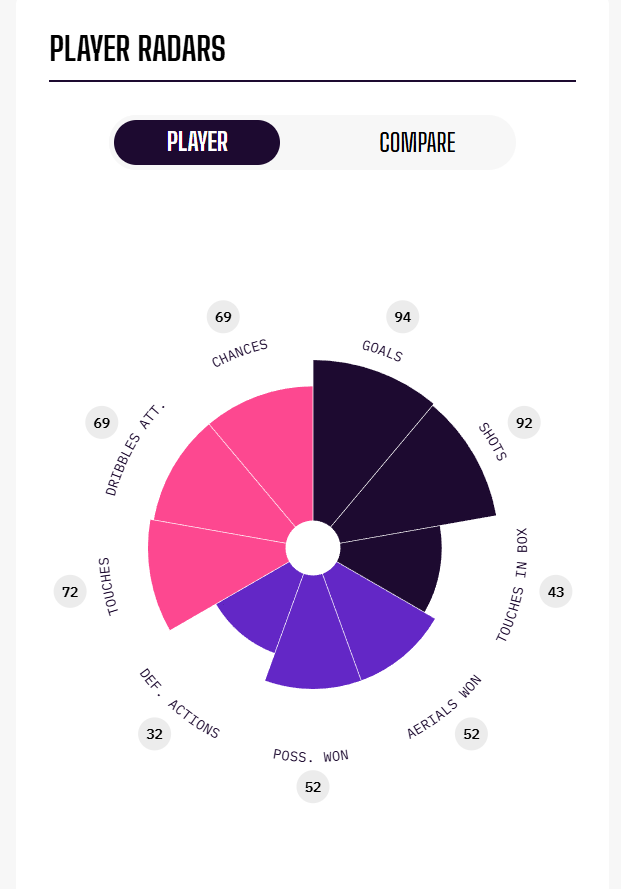 PLAYER RADARS
PLAYER
COMPARE
69
94
CHANCES
GOALS
69
92
DRIBBLES ATT.
SHOTS
72
43
TOUCHES
TOUCHES IN BOX
32
52
DEF. ACTIONS
AERIALS WON
POSS. WON
52